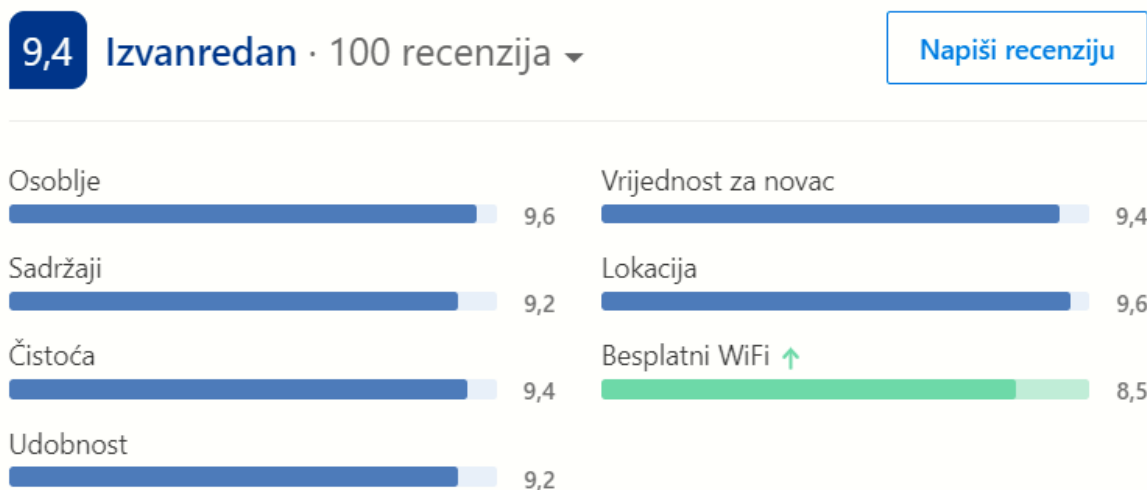 9,4 Izvanredan · 100 recenzija
Napiši recenziju
Osoblje
9,6
Vrijednost za novac
9,4
Sadržaji
9,2
Lokacija
9,6
Čistoća
9,4
Besplatni WiFi ↑
8,5
Udobnost
9,2